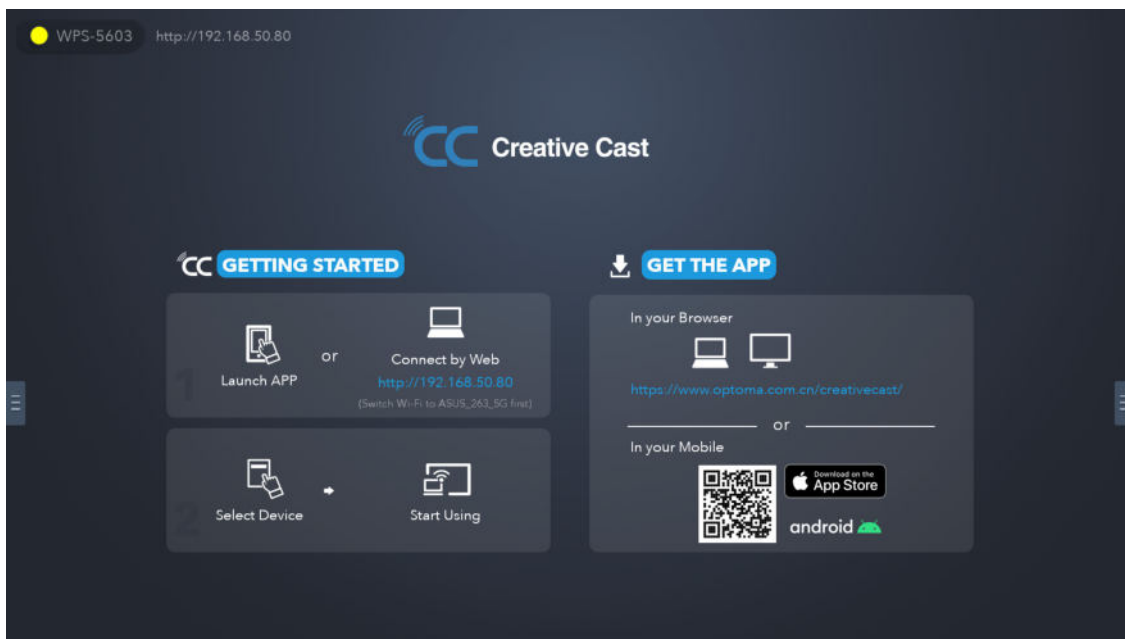 WPS-5603 http://192.168.50.80
CC Creative Cast
CC GETTING STARTED
1
Launch APP
or
Connect by Web
http://192.168.50.80
(Switch Wi-Fi to ASUS_263_5G first)
2
Select Device
Start Using
GET THE APP
In your Browser
https://www.optoma.com.cn/creativecast/
or
In your Mobile
Download on the
App Store
android